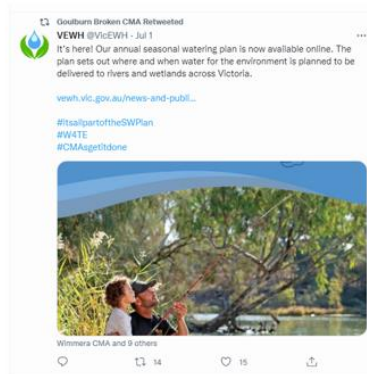 Goulburn Broken CMA Retweeted
VEWH @VicEWH · Jul 1
It's here! Our annual seasonal watering plan is now available online. The
plan sets out where and when water for the environment is planned to be
delivered to rivers and wetlands across Victoria.
vewh.vic.gov.au/news-and-publi...
#itsallpartoftheSWPlan
#W4TE
#CMAsgetitdone
Wimmera CMA and 9 others
14
15